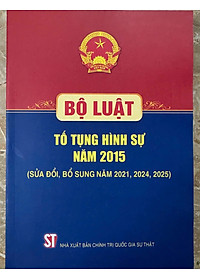 BỘ LUẬT
TỐ TỤNG HÌNH SỰ
NĂM 2015
(SỬA ĐỔI, BỔ SUNG NĂM 2021, 2024, 2025)
ST
NHÀ XUẤT BẢN CHÍNH TRỊ QUỐC GIA SỰ THẬT